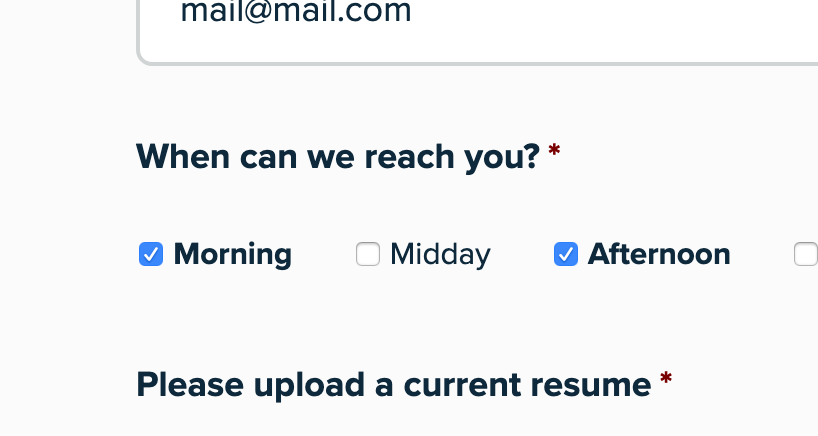 mail@mail.com
When can we reach you? *
Morning Midday Afternoon
Please upload a current resume *